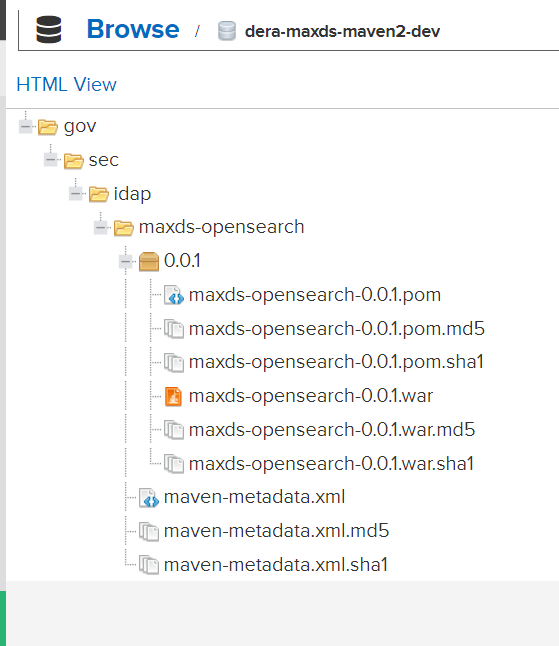 Browse / dera-maxds-maven2-dev
HTML View
gov
sec
idap
maxds-opensearch
0.0.1
maxds-opensearch-0.0.1.pom
maxds-opensearch-0.0.1.pom.md5
maxds-opensearch-0.0.1.pom.sha1
maxds-opensearch-0.0.1.war
maxds-opensearch-0.0.1.war.md5
maxds-opensearch-0.0.1.war.sha1
maven-metadata.xml
maven-metadata.xml.md5
maven-metadata.xml.sha1